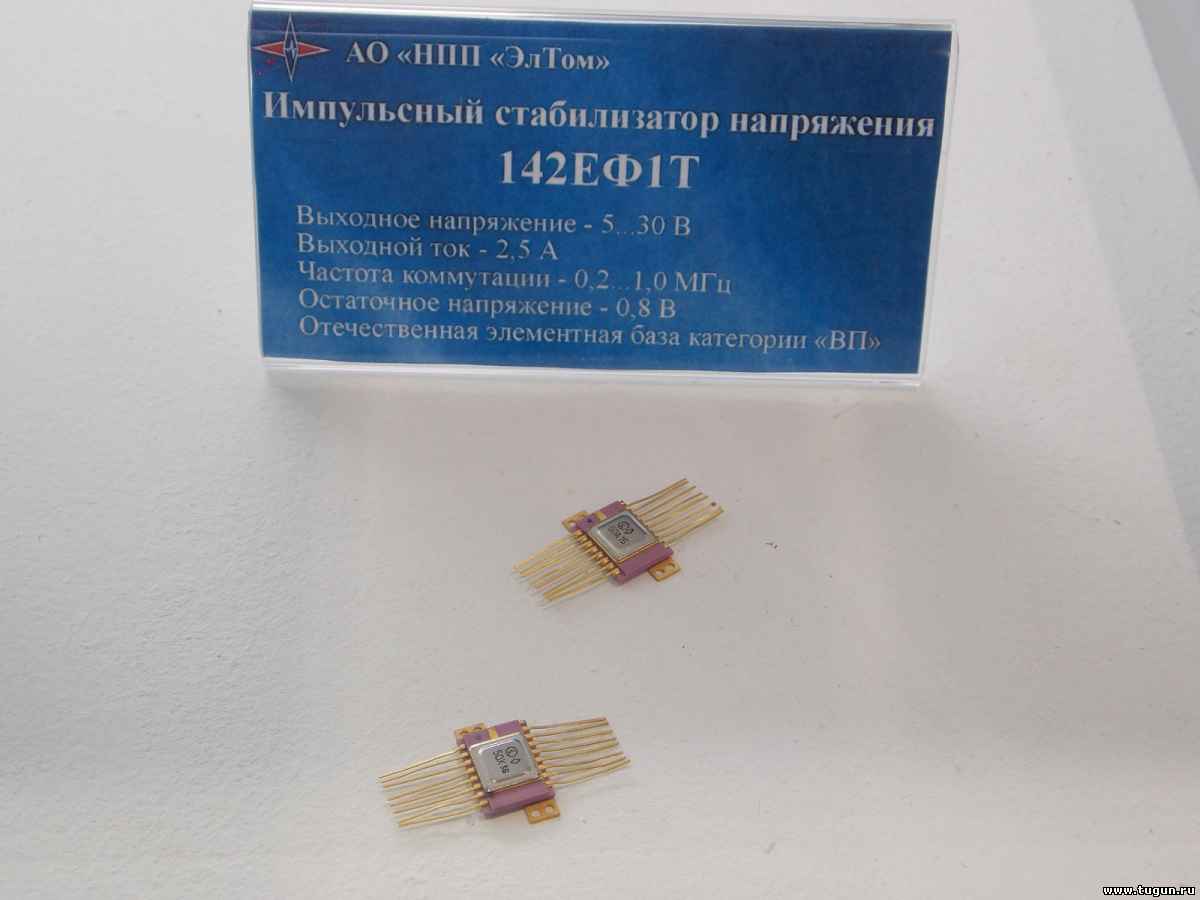 АО «НПП «ЭлТом»
Импульсный стабилизатор напряжения
142ЕФ1Т
Выходное напряжение - 5...30 В
Выходной ток - 2,5 А
Частота коммутации - 0,2...1,0 МГц
Остаточное напряжение - 0,8 В
Отечественная элементная база категории «ВП»
www.tugun.ru